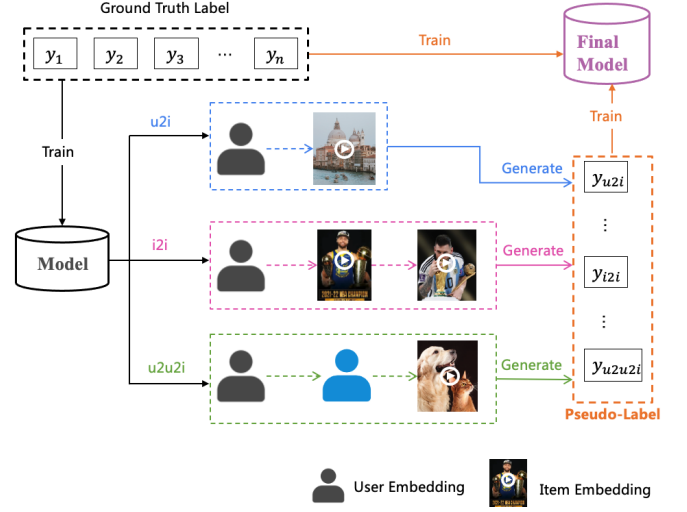 Ground Truth Label
y1 y2 y3 ... yn
Train
Final
Model
Train
Train
u2i
Generate
yu2i
⋮
Model
i2i
Generate
yi2i
⋮
u2u2i
Generate
yu2u2i
Pseudo-Label
User Embedding
Item Embedding